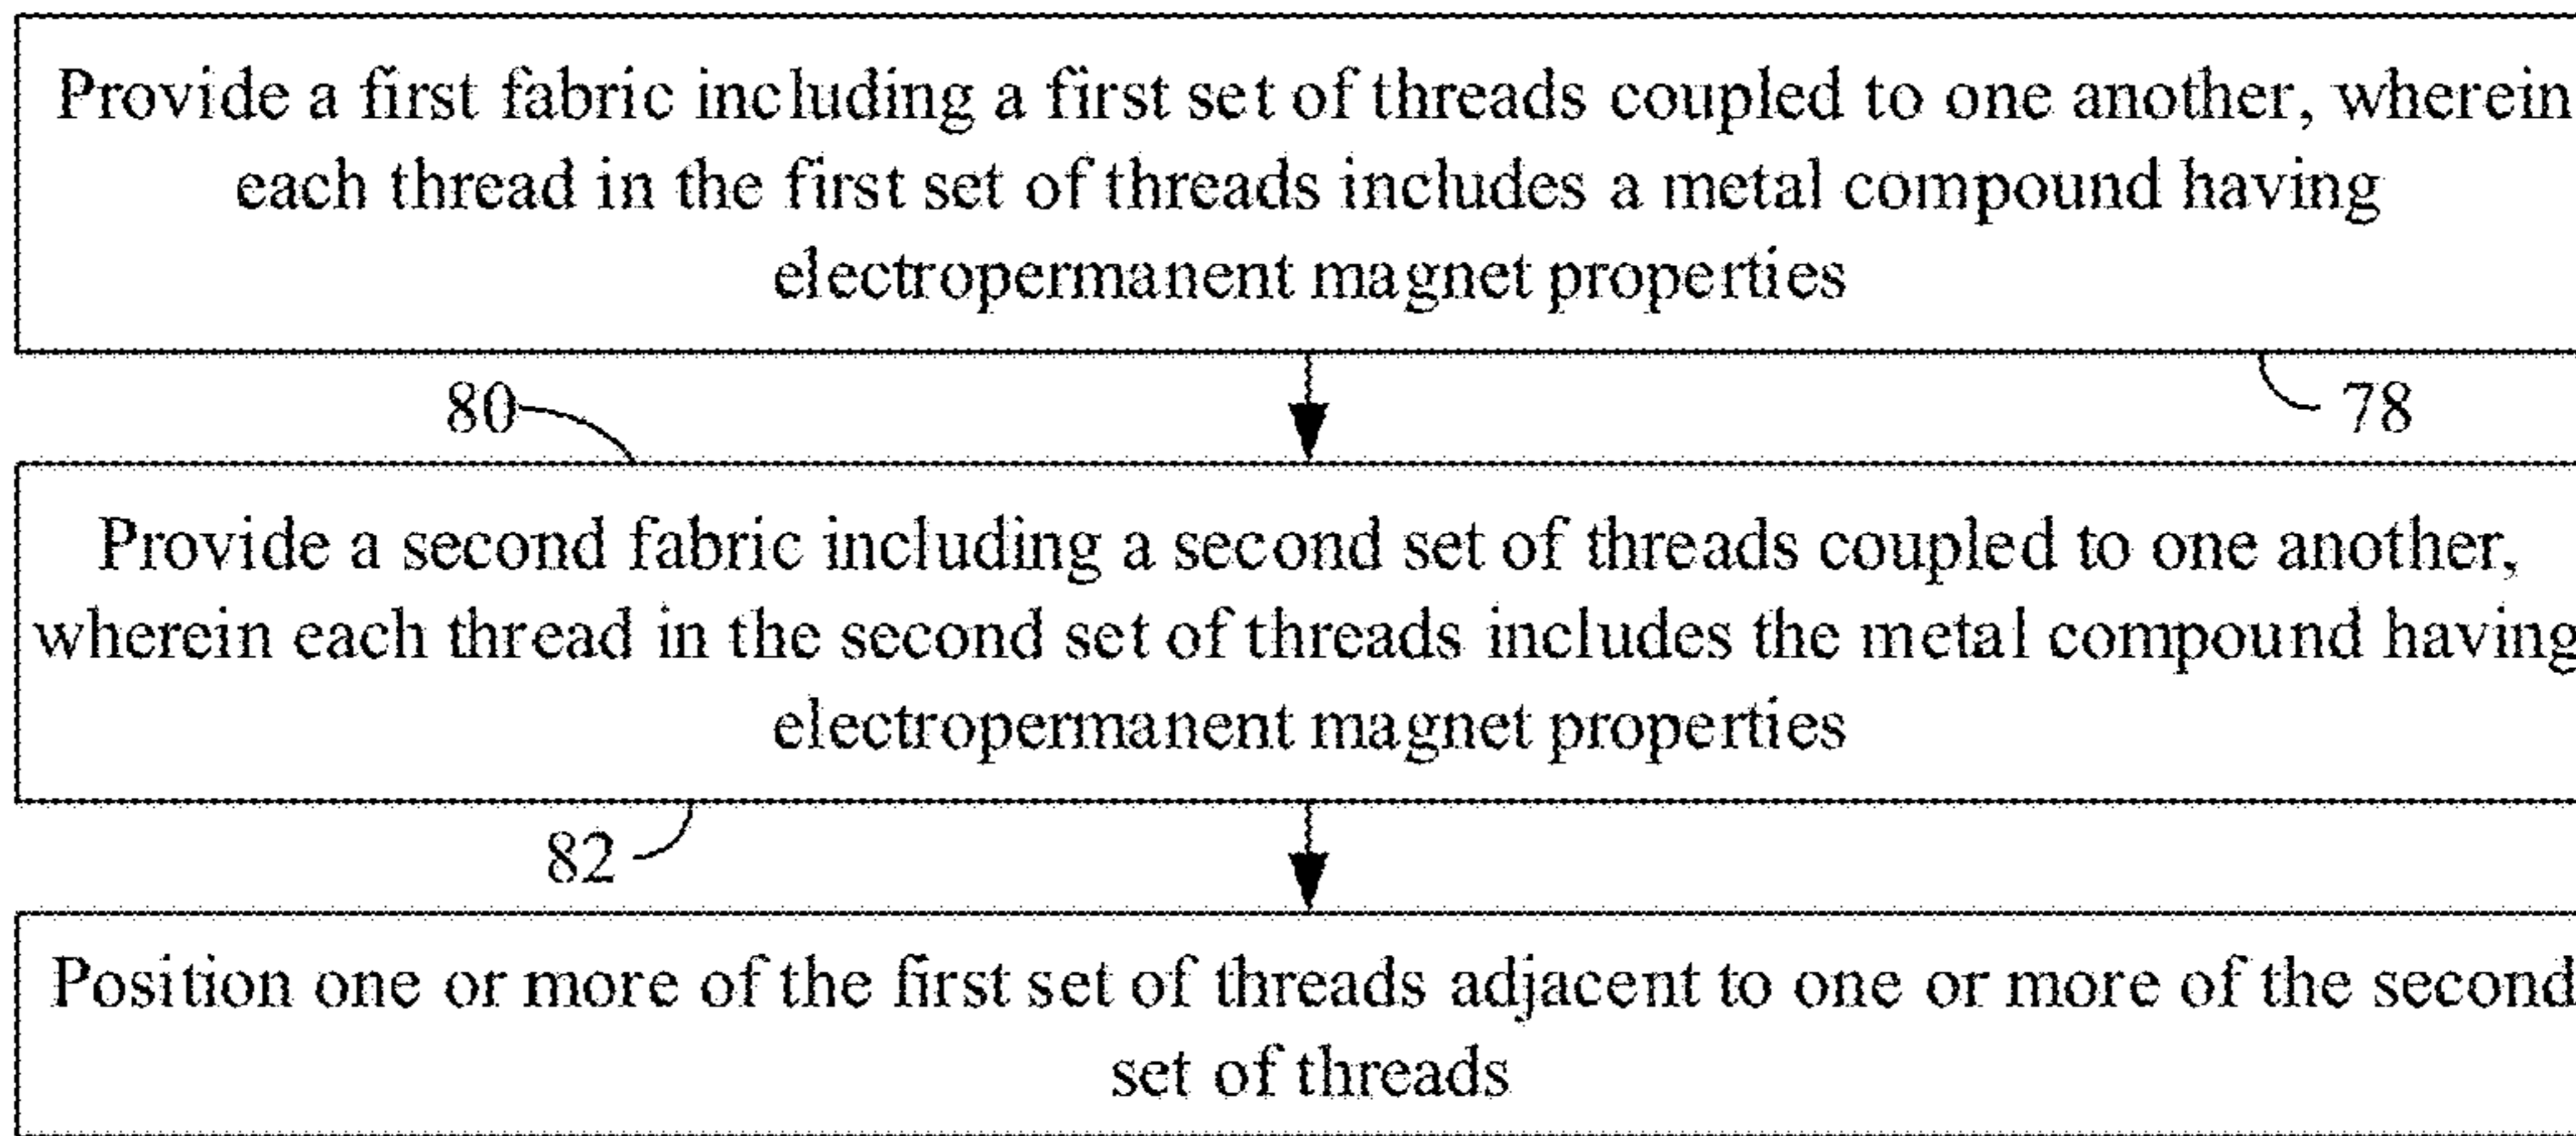 Provide a first fabric including a first set of threads coupled to one another, wherein
each thread in the first set of threads includes a metal compound having
electropermanent magnet properties
80
78
Provide a second fabric including a second set of threads coupled to one another,
wherein each thread in the second set of threads includes the metal compound having
electropermanent magnet properties
82
Position one or more of the first set of threads adjacent to one or more of the second
set of threads